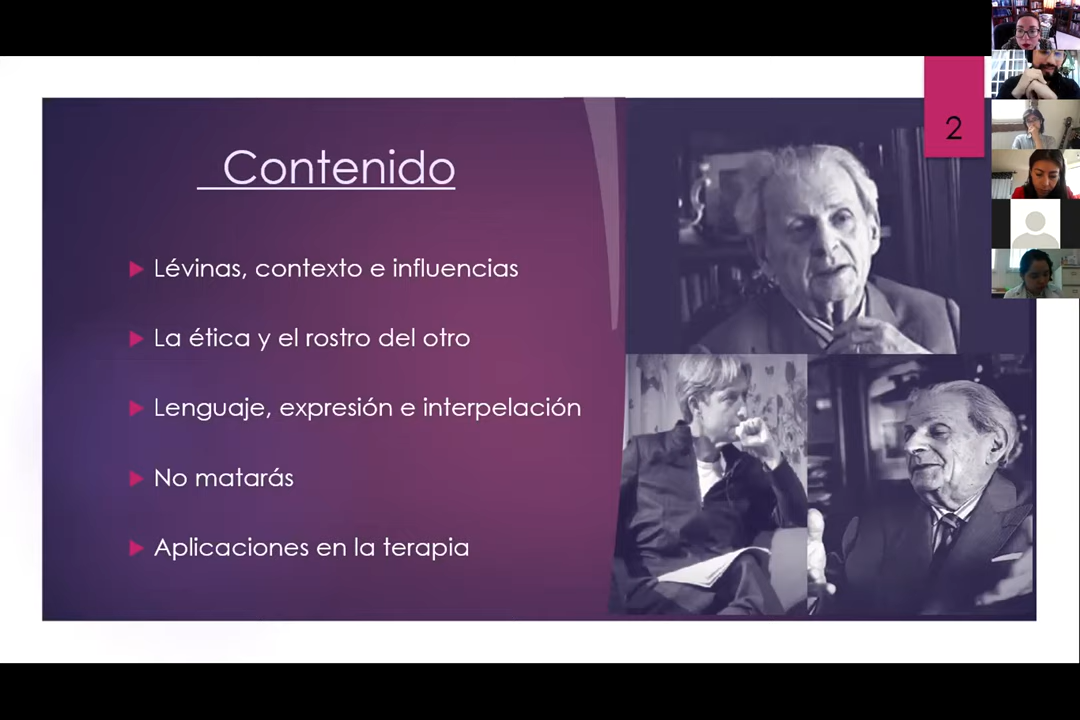 2
Contenido
Lévinas, contexto e influencias
La ética y el rostro del otro
Lenguaje, expresión e interpelación
No matarás
Aplicaciones en la terapia